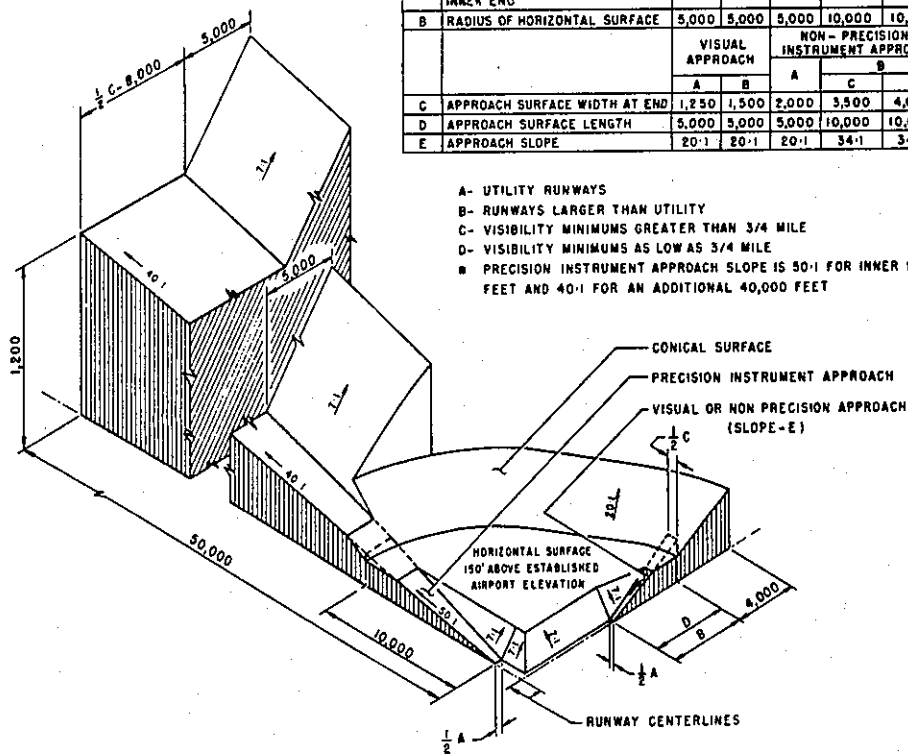 B RADIUS OF HORIZONTAL SURFACE 5,000 5,000 5,000 10,000 10,
VISUAL APPROACH
NON-PRECISION INSTRUMENT APPRO
A B A B
C
C APPROACH SURFACE WIDTH AT END 1,250 1,500 2,000 3,500
D APPROACH SURFACE LENGTH 5,000 5,000 5,000 10,000 10,
E APPROACH SLOPE 20:1 20:1 20:1 34:1
A- UTILITY RUNWAYS
B- RUNWAYS LARGER THAN UTILITY
C- VISIBILITY MINIMUMS GREATER THAN 3/4 MILE
D- VISIBILITY MINIMUMS AS LOW AS 3/4 MILE
PRECISION INSTRUMENT APPROACH SLOPE IS 50:1 FOR INNER
FEET AND 40:1 FOR AN ADDITIONAL 40,000 FEET
5,000
1/2 C-8,000
7:1
40:1
5,000
1,200
7:1
CONICAL SURFACE
PRECISION INSTRUMENT APPROACH
VISUAL OR NON PRECISION APPROACH
(SLOPE-E)
1/2 C
40:1
20:1
50,000
HORIZONTAL SURFACE
150' ABOVE ESTABLISHED
AIRPORT ELEVATION
50:1
7:1
7:1
7:1
7:1
4,000
D
B
10,000
1/2 A
RUNWAY CENTERLINES
1/2 A